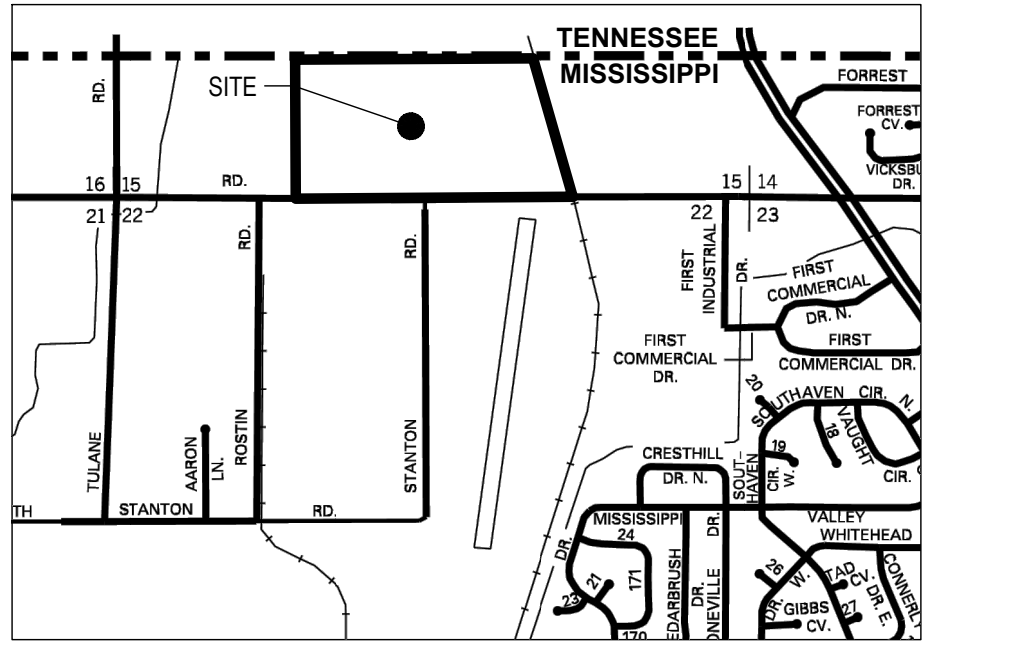 TENNESSEE
MISSISSIPPI
SITE
RD.
FORREST
FORREST
CV.
VICKSBU
DR.
16 15
RD.
15 14
21 22
22 23
RD.
RD.
FIRST
INDUSTRIAL
DR.
FIRST
COMMERCIAL
DR. N.
FIRST
COMMERCIAL
DR.
FIRST
COMMERCIAL DR.
20
SOUTHAVEN CIR. N.
TULANE
AARON
LN.
ROSTIN
STANTON
18
VAUGHT
CIR.
19
CIR.
W.
SOUT-
HAVEN
CRESTHILL
DR. N.
TH
STANTON RD.
MISSISSIPPI
DR.
24
DR.
VALLEY
WHITEHEAD
171
21
23
170
EDARBRUSH
DR.
ONEVILLE
26
DR. W.
TAD
CV.
DR. E.
CONNERLY
GIBBS
CV.
27